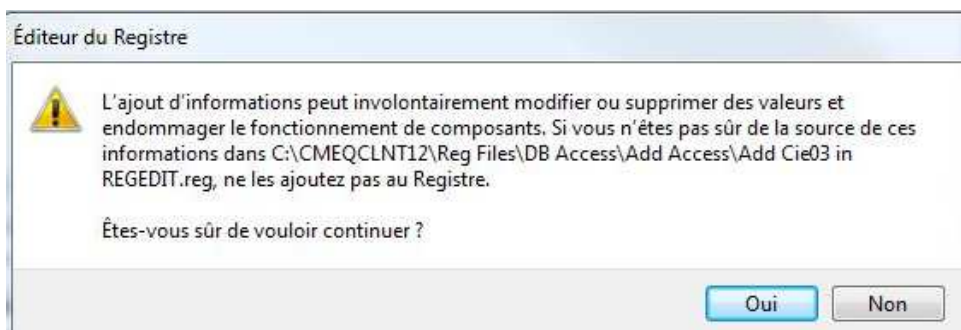 Éditeur du Registre
L'ajout d'informations peut involontairement modifier ou supprimer des valeurs et
endommager le fonctionnement de composants. Si vous n'êtes pas sûr de la source de ces
informations dans C:\CMEQCLNT12\Reg Files\DB Access\Add Access\Add Cie03 in
REGEDIT.reg, ne les ajoutez pas au Registre.
Êtes-vous sûr de vouloir continuer ?
Oui Non